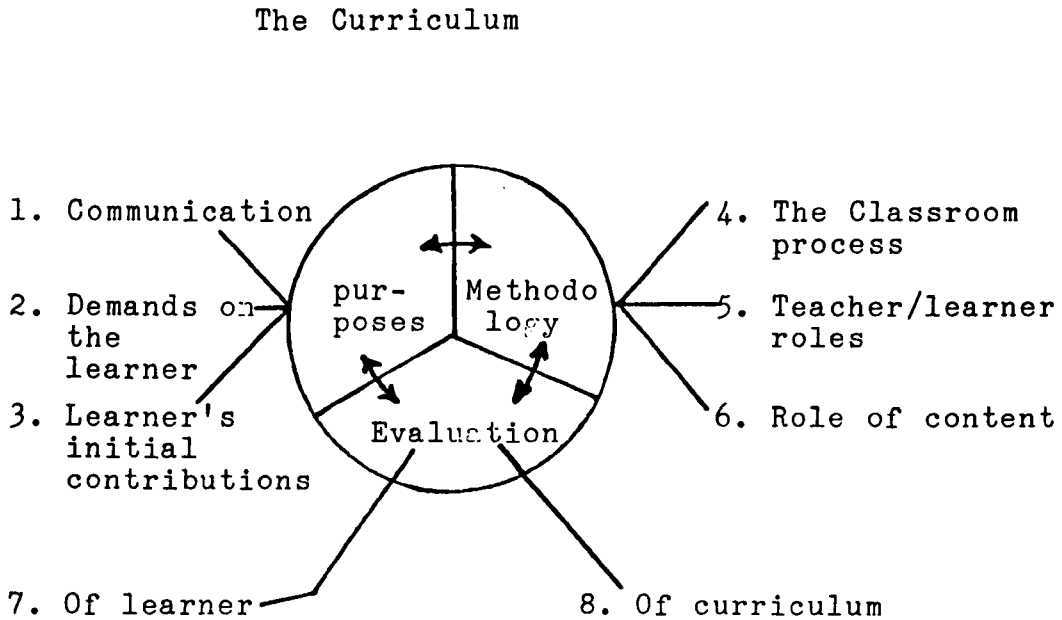 The Curriculum
1. Communication
2. Demands on
the
learner
3. Learner's
initial
contributions
pur-
poses
Methodo
logy
Evaluation
4. The Classroom
process
5. Teacher/learner
roles
6. Role of content
7. Of learner
8. Of curriculum